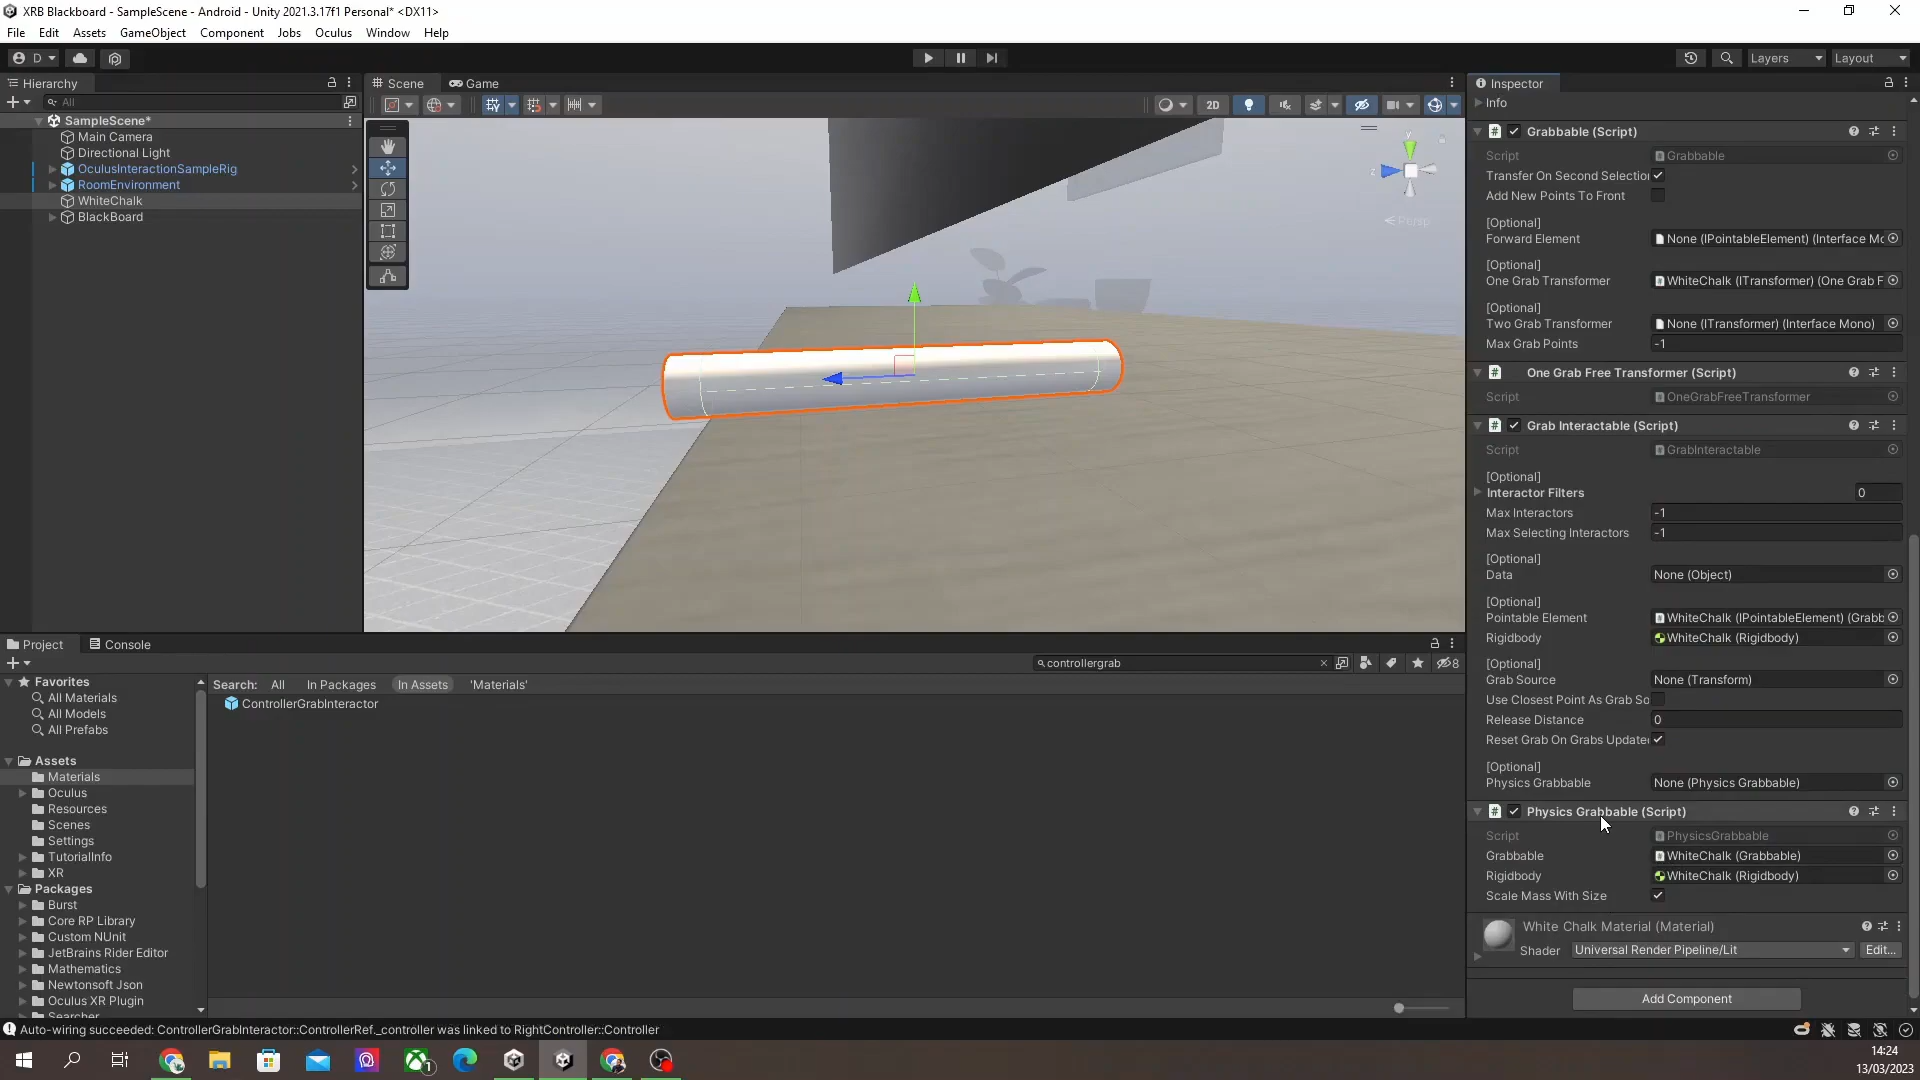 XRB Blackboard - SampleScene - Android - Unity 2021.3.17f1 Personal* <DX11>
File Edit Assets GameObject Component Jobs Oculus Window Help
D Layers Layout
Hierarchy
All
SampleScene*
Main Camera
Directional Light
OculusInteractionSampleRig
RoomEnvironment
WhiteChalk
BlackBoard
Scene Game
2D
y
z
Persp
Inspector
Info
Grabbable (Script)
Script Grabbable
Transfer On Second Selection
Add New Points To Front
[Optional]
Forward Element None (IPointableElement) (Interface Mo
[Optional]
One Grab Transformer WhiteChalk (ITransformer) (One Grab F
[Optional]
Two Grab Transformer None (ITransformer) (Interface Mono)
Max Grab Points -1
One Grab Free Transformer (Script)
Script OneGrabFreeTransformer
Grab Interactable (Script)
Script GrabInteractable
[Optional]
Interactor Filters 0
Max Interactors -1
Max Selecting Interactors -1
[Optional]
Data None (Object)
[Optional]
Pointable Element WhiteChalk (IPointableElement) (Grabb
Rigidbody WhiteChalk (Rigidbody)
[Optional]
Grab Source None (Transform)
Use Closest Point As Grab So
Release Distance 0
Reset Grab On Grabs Updated
[Optional]
Physics Grabbable None (Physics Grabbable)
Physics Grabbable (Script)
Script PhysicsGrabbable
Grabbable WhiteChalk (Grabbable)
Rigidbody WhiteChalk (Rigidbody)
Scale Mass With Size
White Chalk Material (Material)
Shader Universal Render Pipeline/Lit Edit...
Add Component
Project Console
controllergrab 8
Favorites
All Materials
All Models
All Prefabs
Assets
Materials
Oculus
Resources
Scenes
Settings
TutorialInfo
XR
Packages
Burst
Core RP Library
Custom NUnit
JetBrains Rider Editor
Mathematics
Newtonsoft Json
Oculus XR Plugin
Searcher
Search: All In Packages In Assets 'Materials'
ControllerGrabInteractor
Auto-wiring succeeded: ControllerGrabInteractor::ControllerRef._controller was linked to RightController::Controller
1
14:24
13/03/2023